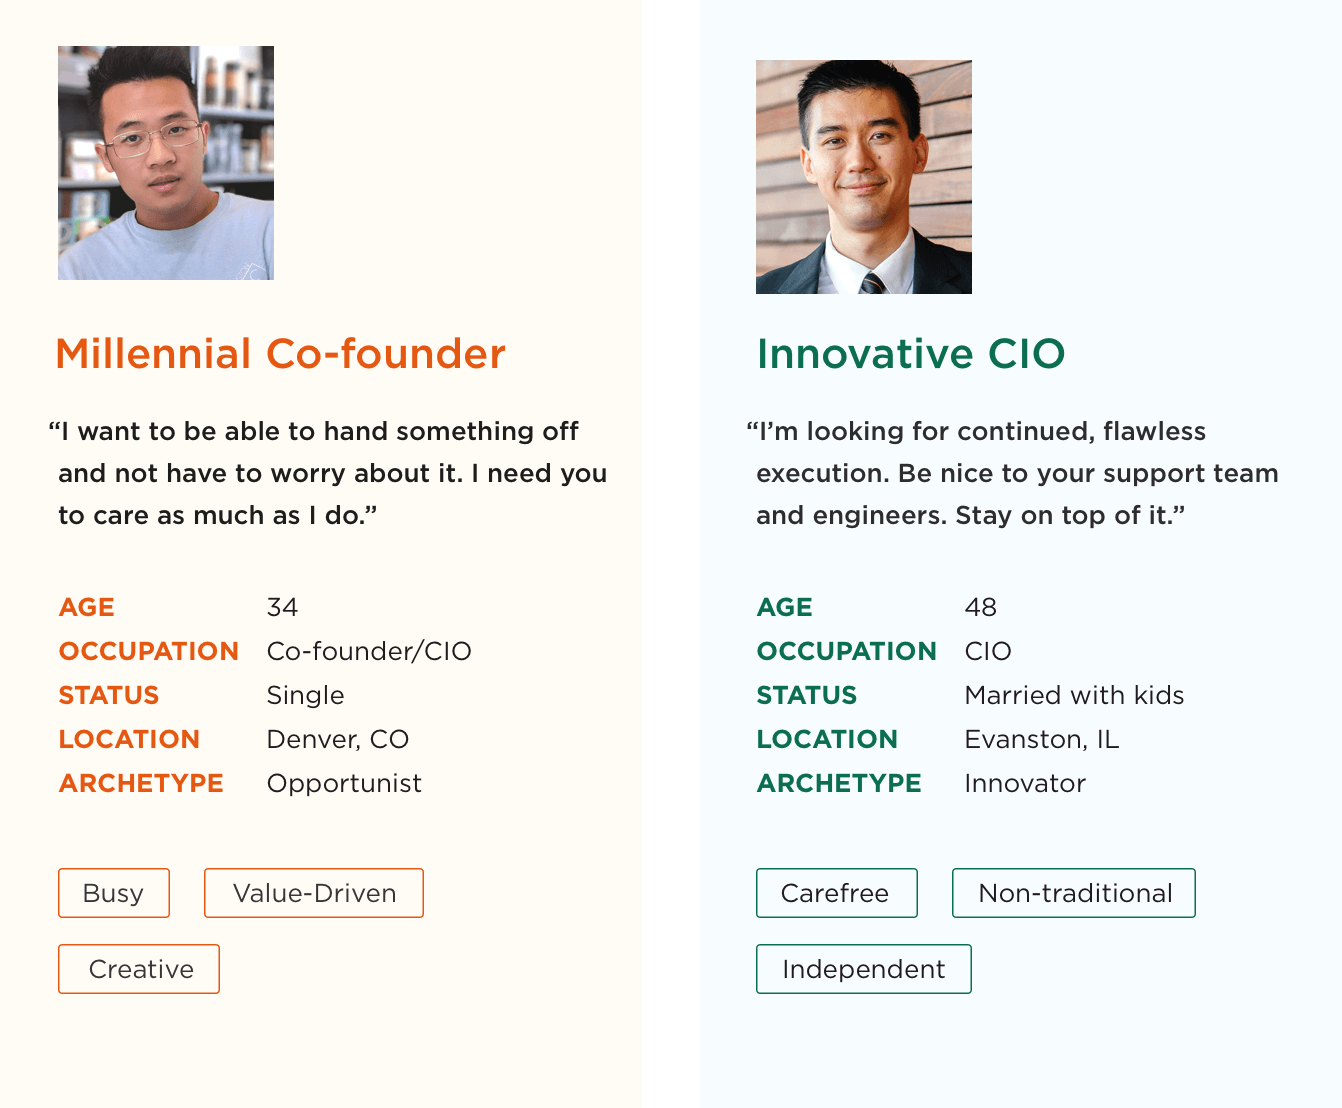 Millennial Co-founder
“I want to be able to hand something off
and not have to worry about it. I need you
to care as much as I do.”
AGE 34
OCCUPATION Co-founder/CIO
STATUS Single
LOCATION Denver, CO
ARCHETYPE Opportunist
Busy Value-Driven
Creative
Innovative CIO
“I’m looking for continued, flawless
execution. Be nice to your support team
and engineers. Stay on top of it.”
AGE 48
OCCUPATION CIO
STATUS Married with kids
LOCATION Evanston, IL
ARCHETYPE Innovator
Carefree Non-traditional
Independent